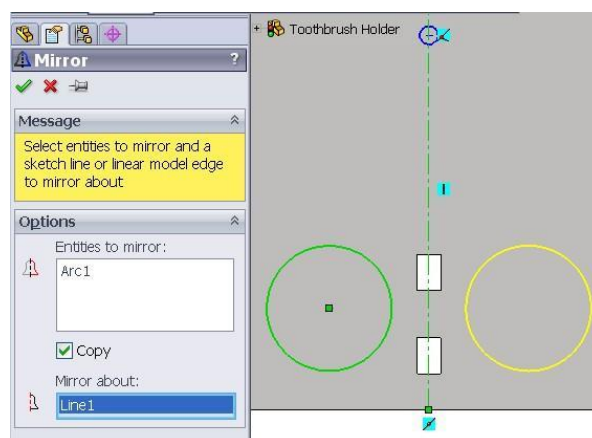 Toothbrush Holder
Mirror
?
Message
Select entities to mirror and a
sketch line or linear model edge
to mirror about
Options
Entities to mirror:
Arc1
Copy
Mirror about:
Line1